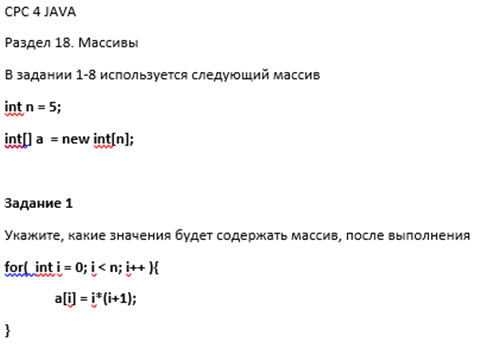 СРС 4 JAVA
Раздел 18. Массивы
В задании 1-8 используется следующий массив
int n = 5;
int[] a  = new int[n];
Задание 1
Укажите, какие значения будет содержать массив, после выполнения
for(  int i = 0; i < n; i++ ){
a[i] = i*(i+1);
}